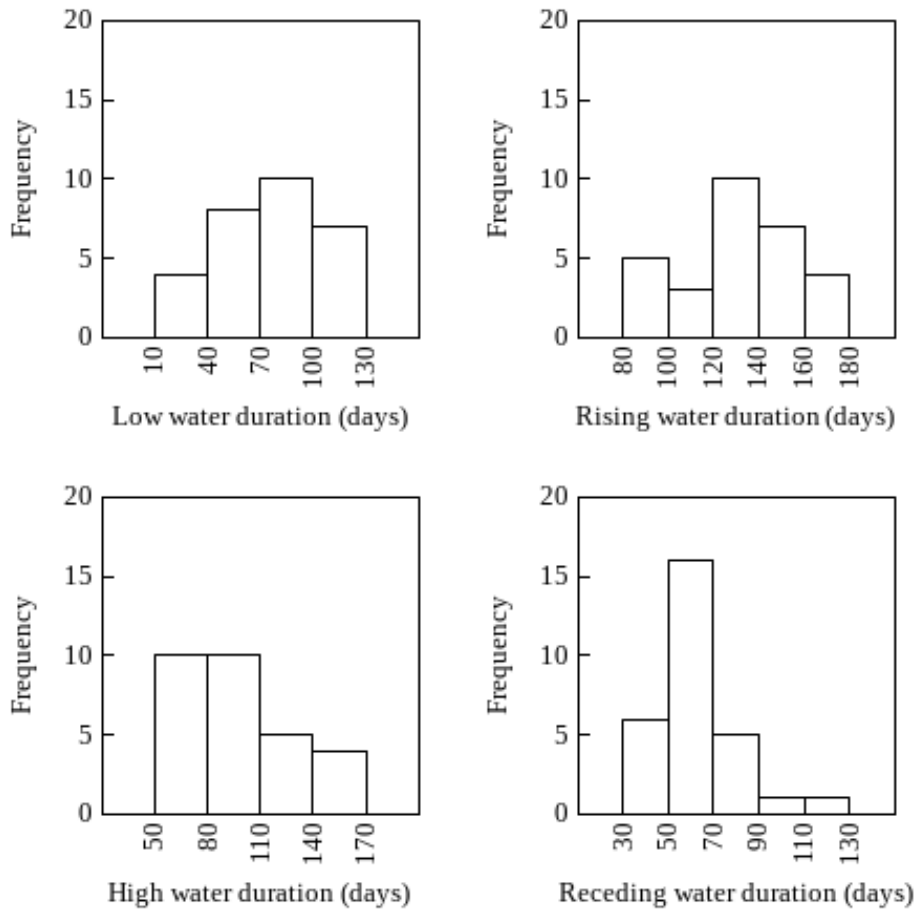 20
15
10
5
0
Frequency
10 40 70 100 130
Low water duration (days)
20
15
10
5
0
Frequency
80 100 120 140 160 180
Rising water duration (days)
20
15
10
5
0
Frequency
50 80 110 140 170
High water duration (days)
20
15
10
5
0
Frequency
30 50 70 90 110 130
Receding water duration (days)